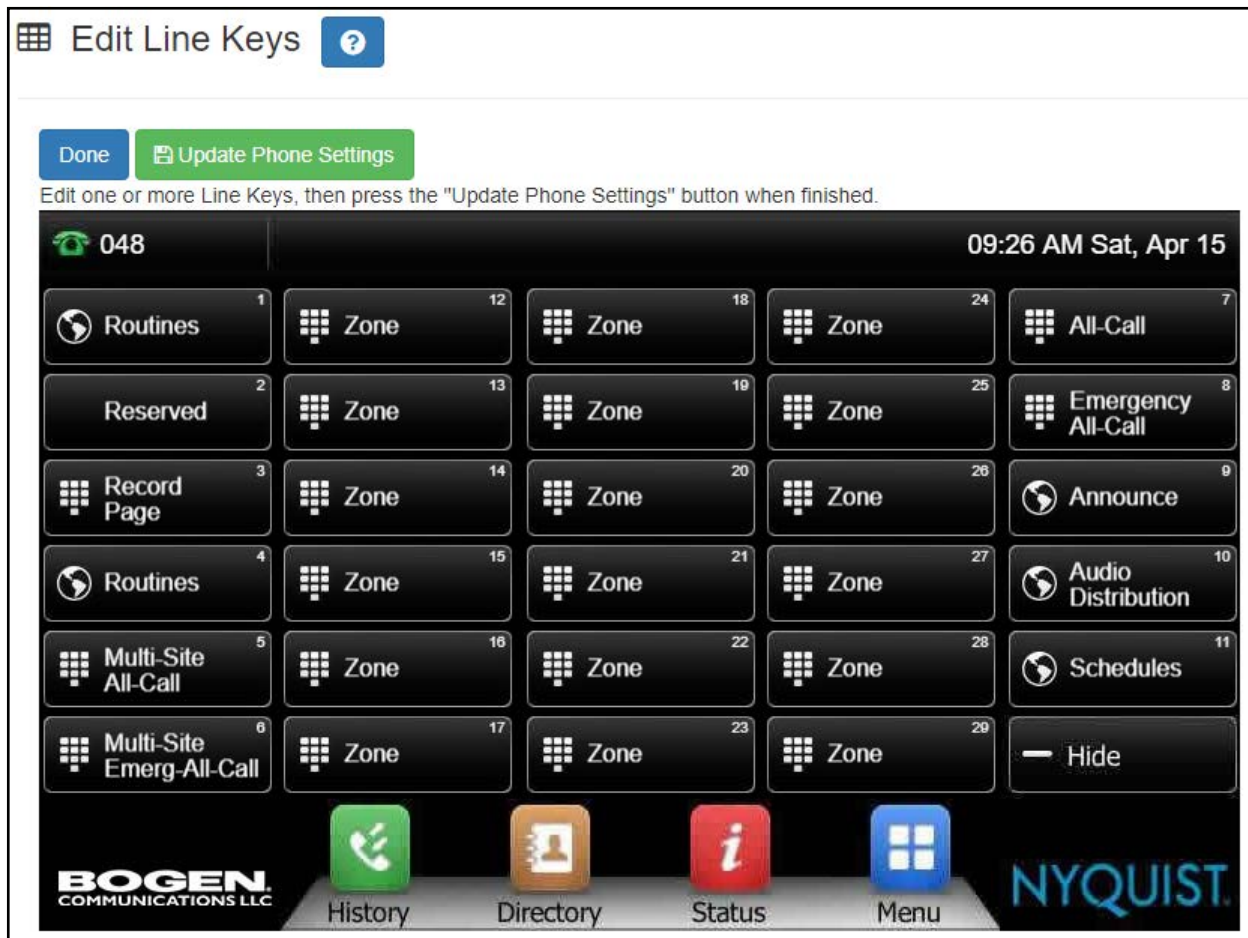 Edit Line Keys ?
Done Update Phone Settings
Edit one or more Line Keys, then press the "Update Phone Settings" button when finished.
048 09:26 AM Sat, Apr 15
Routines 1 Zone 12 Zone 18 Zone 24 All-Call 7
Reserved 2 Zone 13 Zone 19 Zone 25 Emergency All-Call 8
Record Page 3 Zone 14 Zone 20 Zone 26 Announce 9
Routines 4 Zone 15 Zone 21 Zone 27 Audio Distribution 10
Multi-Site All-Call 5 Zone 16 Zone 22 Zone 28 Schedules 11
Multi-Site Emerg-All-Call 6 Zone 17 Zone 23 Zone 29 Hide
BOGEN
COMMUNICATIONS LLC
History Directory Status Menu
NYQUIST